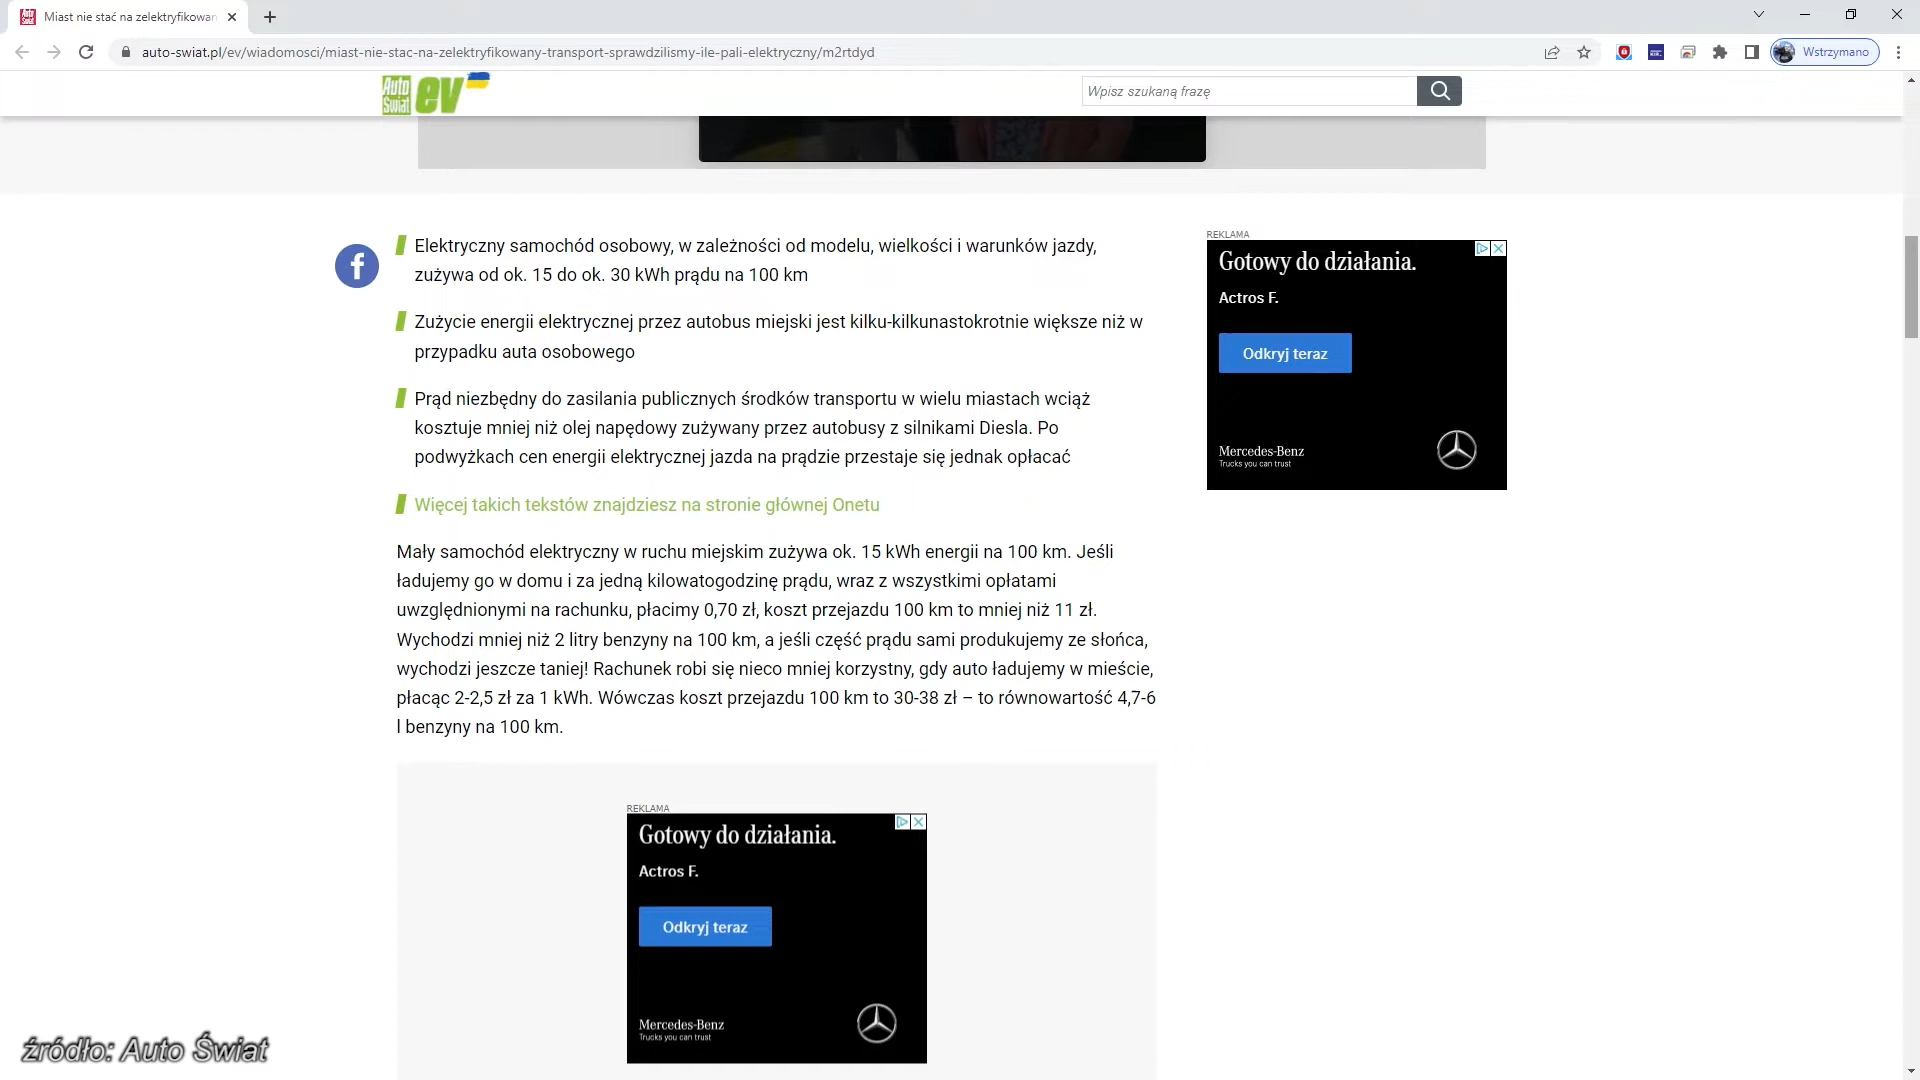 Miast nie stać na zelektryfikowan
auto-swiat.pl/ev/wiadomosci/miast-nie-stac-na-zelektryfikowany-transport-sprawdzilismy-ile-pali-elektryczny/m2rtdyd
Wstrzymano
Auto
Świat
ev
Wpisz szukaną frazę
Elektryczny samochód osobowy, w zależności od modelu, wielkości i warunków jazdy,
zużywa od ok. 15 do ok. 30 kWh prądu na 100 km
Zużycie energii elektrycznej przez autobus miejski jest kilku-kilkunastokrotnie większe niż w
przypadku auta osobowego
Prąd niezbędny do zasilania publicznych środków transportu w wielu miastach wciąż
kosztuje mniej niż olej napędowy zużywany przez autobusy z silnikami Diesla. Po
podwyżkach cen energii elektrycznej jazda na prądzie przestaje się jednak opłacać
Więcej takich tekstów znajdziesz na stronie głównej Onetu
Mały samochód elektryczny w ruchu miejskim zużywa ok. 15 kWh energii na 100 km. Jeśli
ładujemy go w domu i za jedną kilowatogodzinę prądu, wraz z wszystkimi opłatami
uwzględnionymi na rachunku, płacimy 0,70 zł, koszt przejazdu 100 km to mniej niż 11 zł.
Wychodzi mniej niż 2 litry benzyny na 100 km, a jeśli część prądu sami produkujemy ze słońca,
wychodzi jeszcze taniej! Rachunek robi się nieco mniej korzystny, gdy auto ładujemy w mieście,
płacąc 2-2,5 zł za 1 kWh. Wówczas koszt przejazdu 100 km to 30-38 zł – to równowartość 4,7-6
l benzyny na 100 km.
REKLAMA
Gotowy do działania.
Actros F.
Odkryj teraz
Mercedes-Benz
Trucks you can trust
REKLAMA
Gotowy do działania.
Actros F.
Odkryj teraz
Mercedes-Benz
Trucks you can trust
źródło: Auto Świat